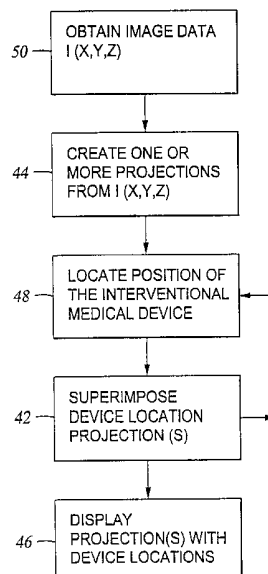 50
OBTAIN IMAGE DATA
I (X,Y,Z)
44
CREATE ONE OR
MORE PROJECTIONS
FROM I (X,Y,Z)
48
LOCATE POSITION OF
THE INTERVENTIONAL
MEDICAL DEVICE
42
SUPERIMPOSE
DEVICE LOCATION
PROJECTION (S)
46
DISPLAY
PROJECTION(S) WITH
DEVICE LOCATIONS